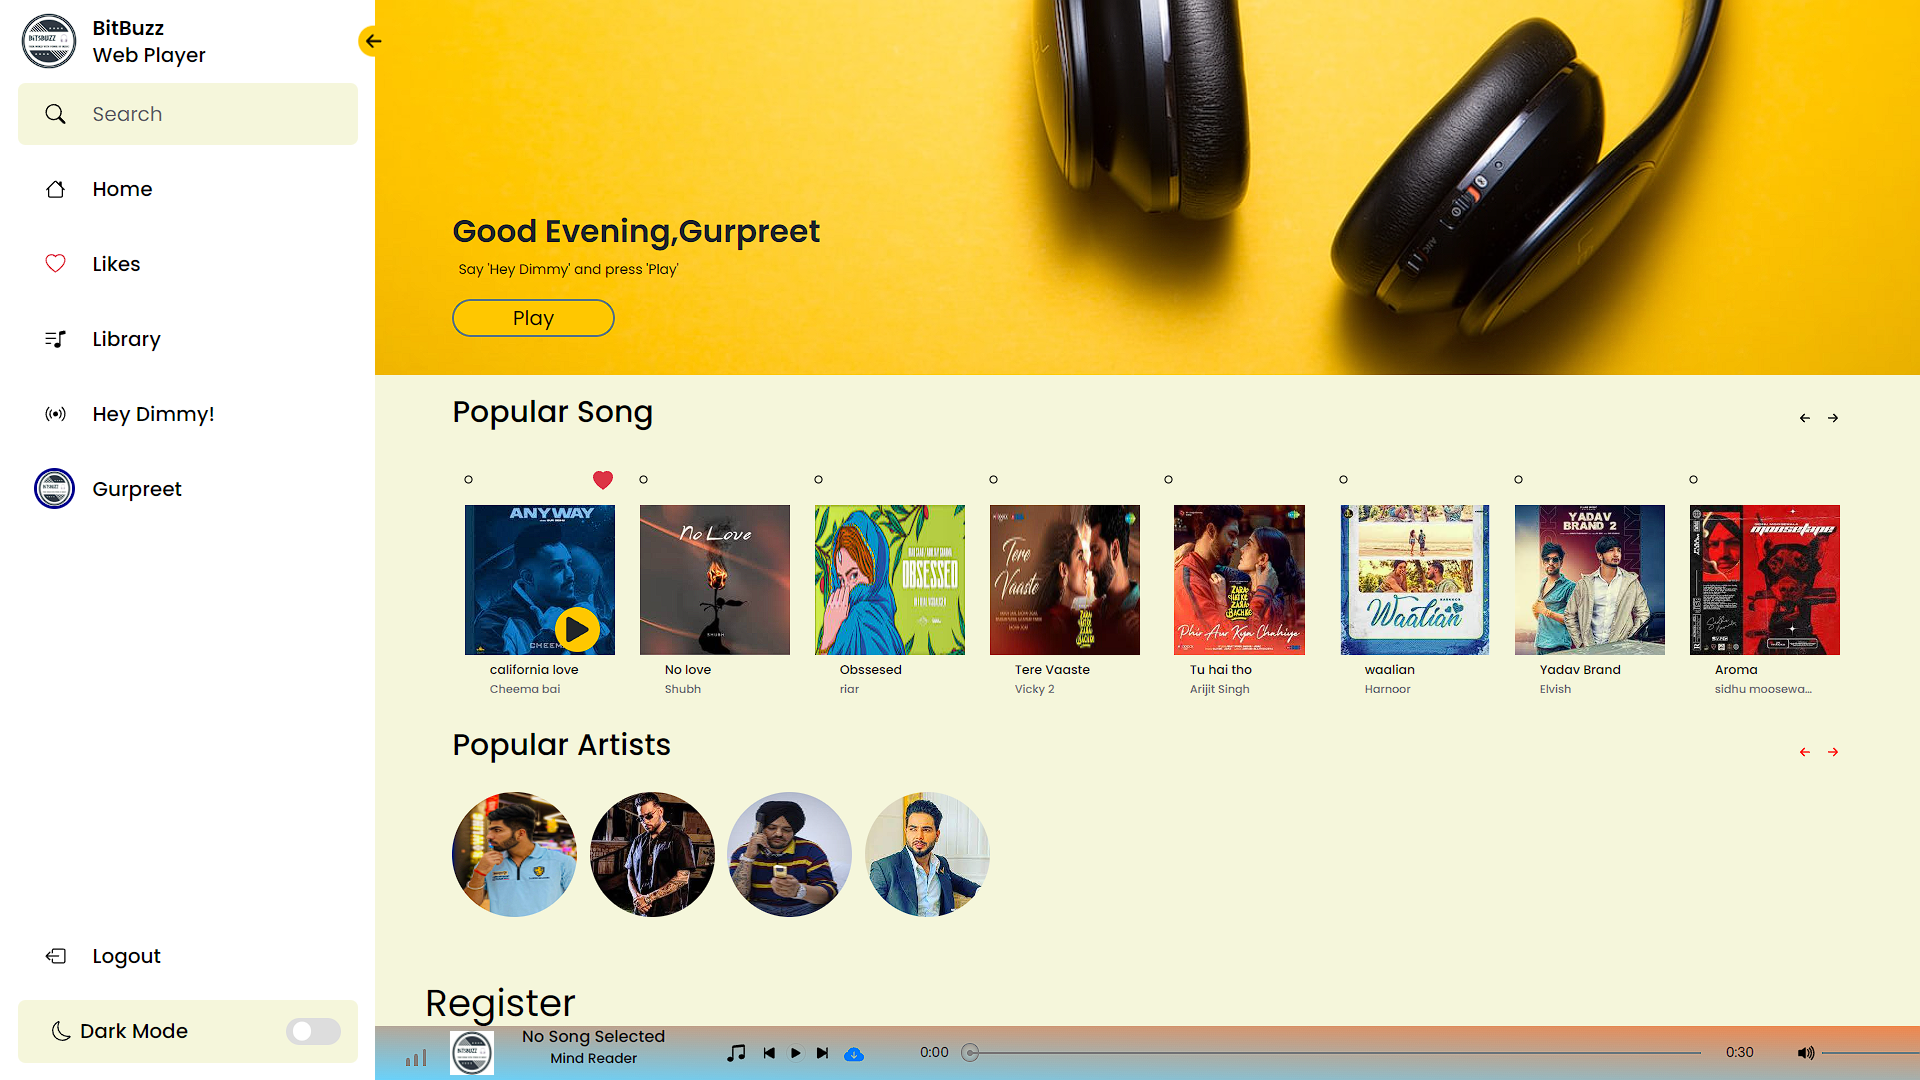 BitBuzz
Web Player
Search
Home
Likes
Library
Hey Dimmy!
Gurpreet
Logout
Dark Mode
Good Evening,Gurpreet
Say 'Hey Dimmy' and press 'Play'
Play
Popular Song
ANYWAY
No Love
SHUBH
OBSESSED
Tere
Vaaste
Phir Aur Kya Chahiye
Waalian
YADAV
BRAND 2
moosetape
california love
Cheema bai
No love
Shubh
Obssesed
riar
Tere Vaaste
Vicky 2
Tu hai tho
Arijit Singh
waalian
Harnoor
Yadav Brand
Elvish
Aroma
sidhu moosewa...
Popular Artists
Register
No Song Selected
Mind Reader
0:00
0:30